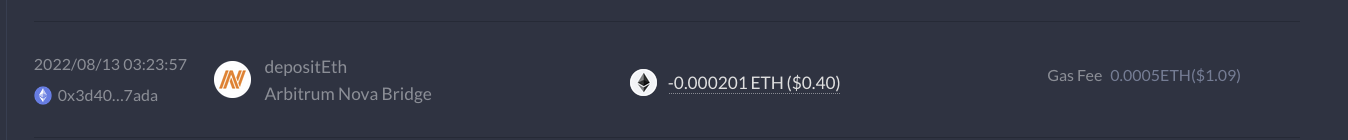 2022/08/13 03:23:57
0x3d40...7ada
depositEth
Arbitrum Nova Bridge
-0.000201 ETH ($0.40)
Gas Fee 0.0005ETH($1.09)